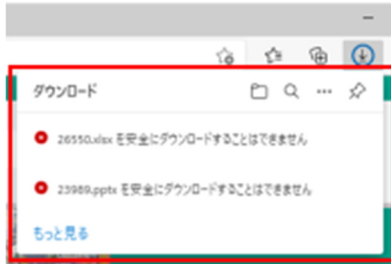 ダウンロード
26550.xlsx を安全にダウンロードすることはできません
23989.pptx を安全にダウンロードすることはできません
もっと見る